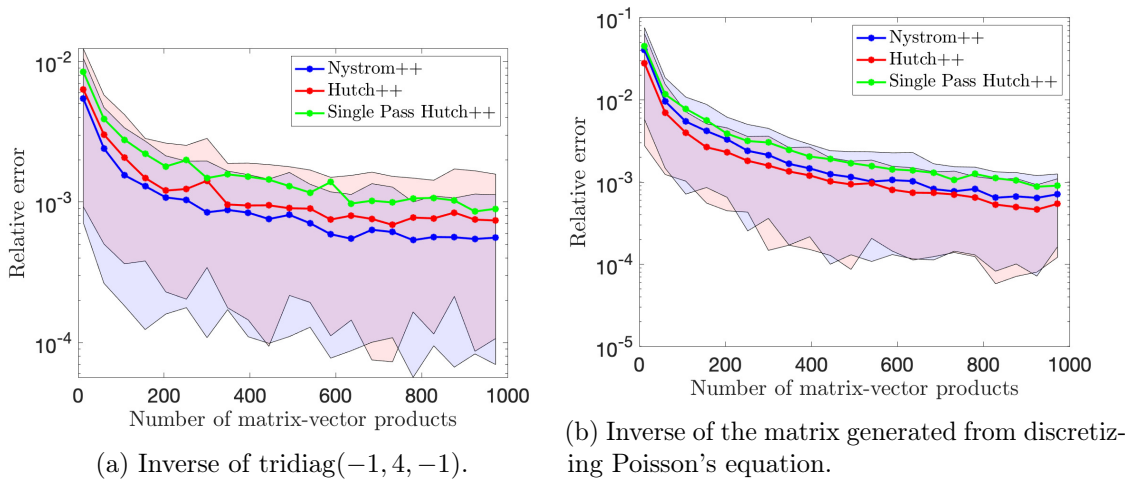 10^-2
10^-3
10^-4
Relative error
Nystrom++
Hutch++
Single Pass Hutch++
0 200 400 600 800 1000
Number of matrix-vector products
(a) Inverse of tridiag(−1, 4, −1).
10^-1
10^-2
10^-3
10^-4
10^-5
Relative error
Nystrom++
Hutch++
Single Pass Hutch++
0 200 400 600 800 1000
Number of matrix-vector products
(b) Inverse of the matrix generated from discretiz-
ing Poisson's equation.